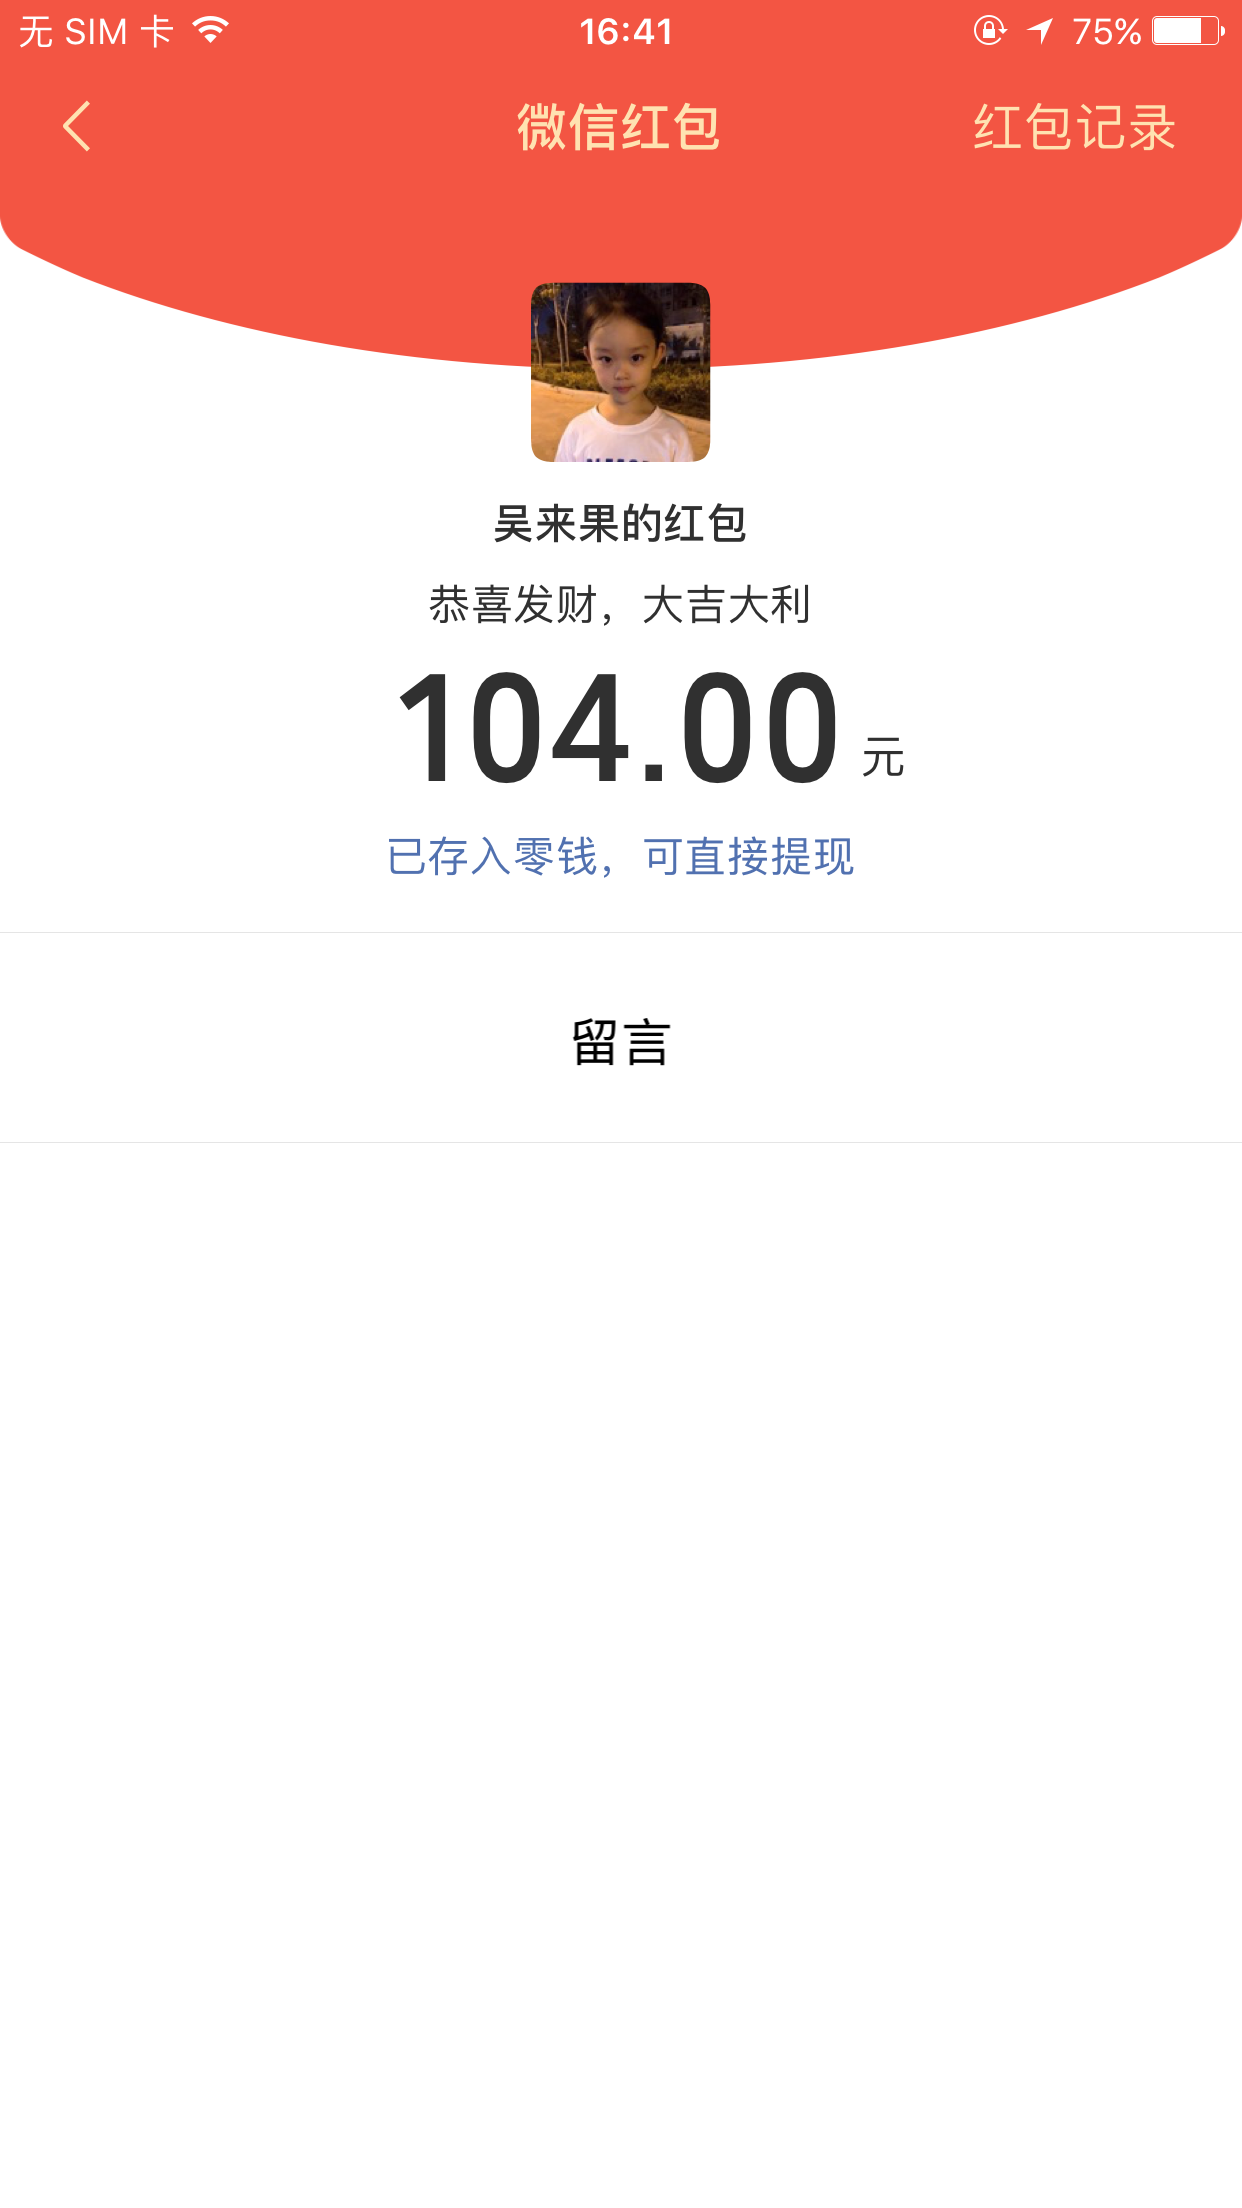 无 SIM 卡 16:41 75%
微信红包 红包记录
吴来果的红包
恭喜发财，大吉大利
104.00 元
已存入零钱，可直接提现
留言